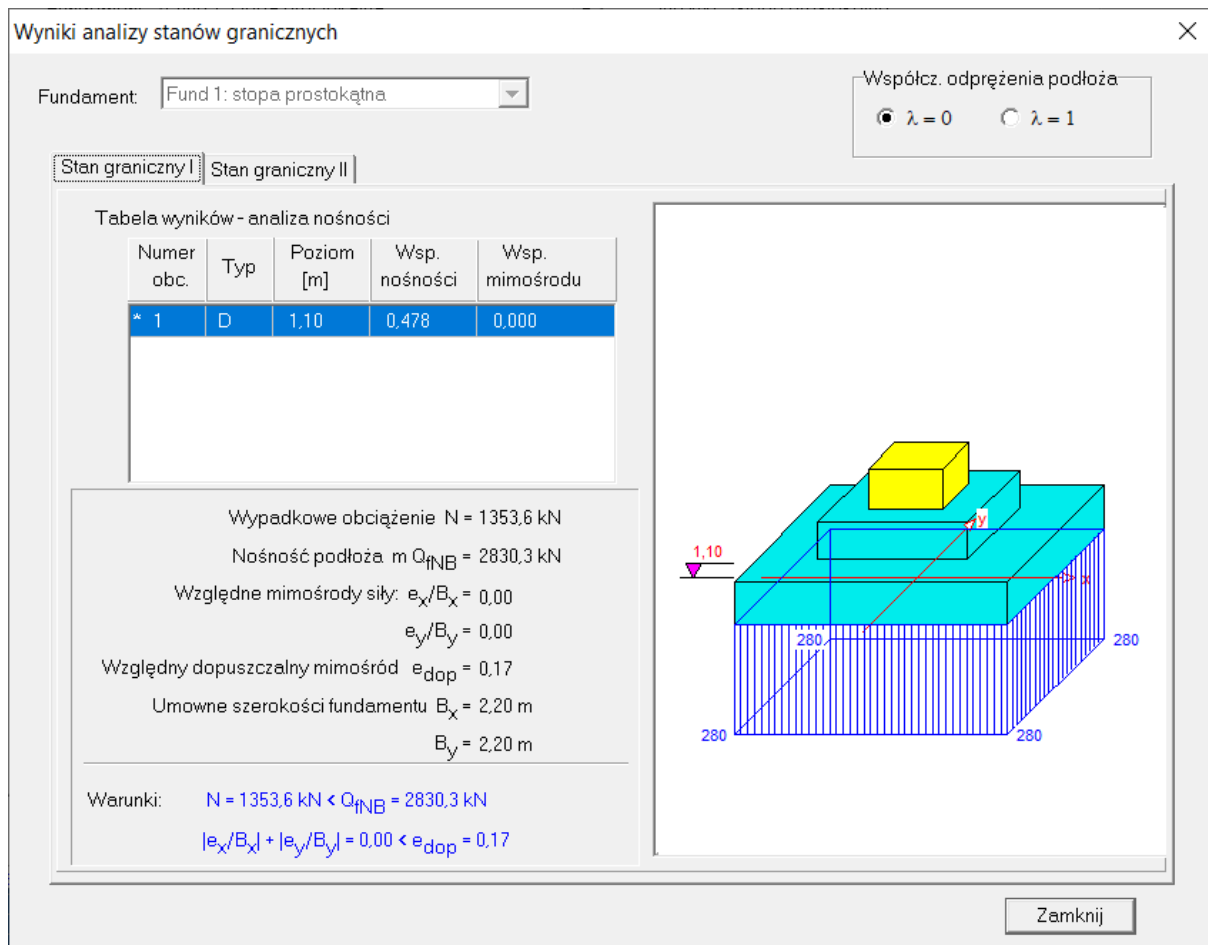 Wyniki analizy stanów granicznych
Fundament: Fund 1: stopa prostokątna
Współcz. odprężenia podłoża
λ = 0 λ = 1
Stan graniczny I Stan graniczny II
Tabela wyników - analiza nośności
Numer obc. Typ Poziom [m] Wsp. nośności Wsp. mimośrodu
* 1 D 1,10 0,478 0,000
Wypadkowe obciążenie N = 1353,6 kN
Nośność podłoża m QfNB = 2830,3 kN
Względne mimośrody siły: ex/Bx = 0,00
ey/By = 0,00
Względny dopuszczalny mimośród edop = 0,17
Umowne szerokości fundamentu Bx = 2,20 m
By = 2,20 m
Warunki: N = 1353,6 kN < QfNB = 2830,3 kN
|ex/Bx| + |ey/By| = 0,00 < edop = 0,17
y
1,10
x
280
280
280
280
Zamknij